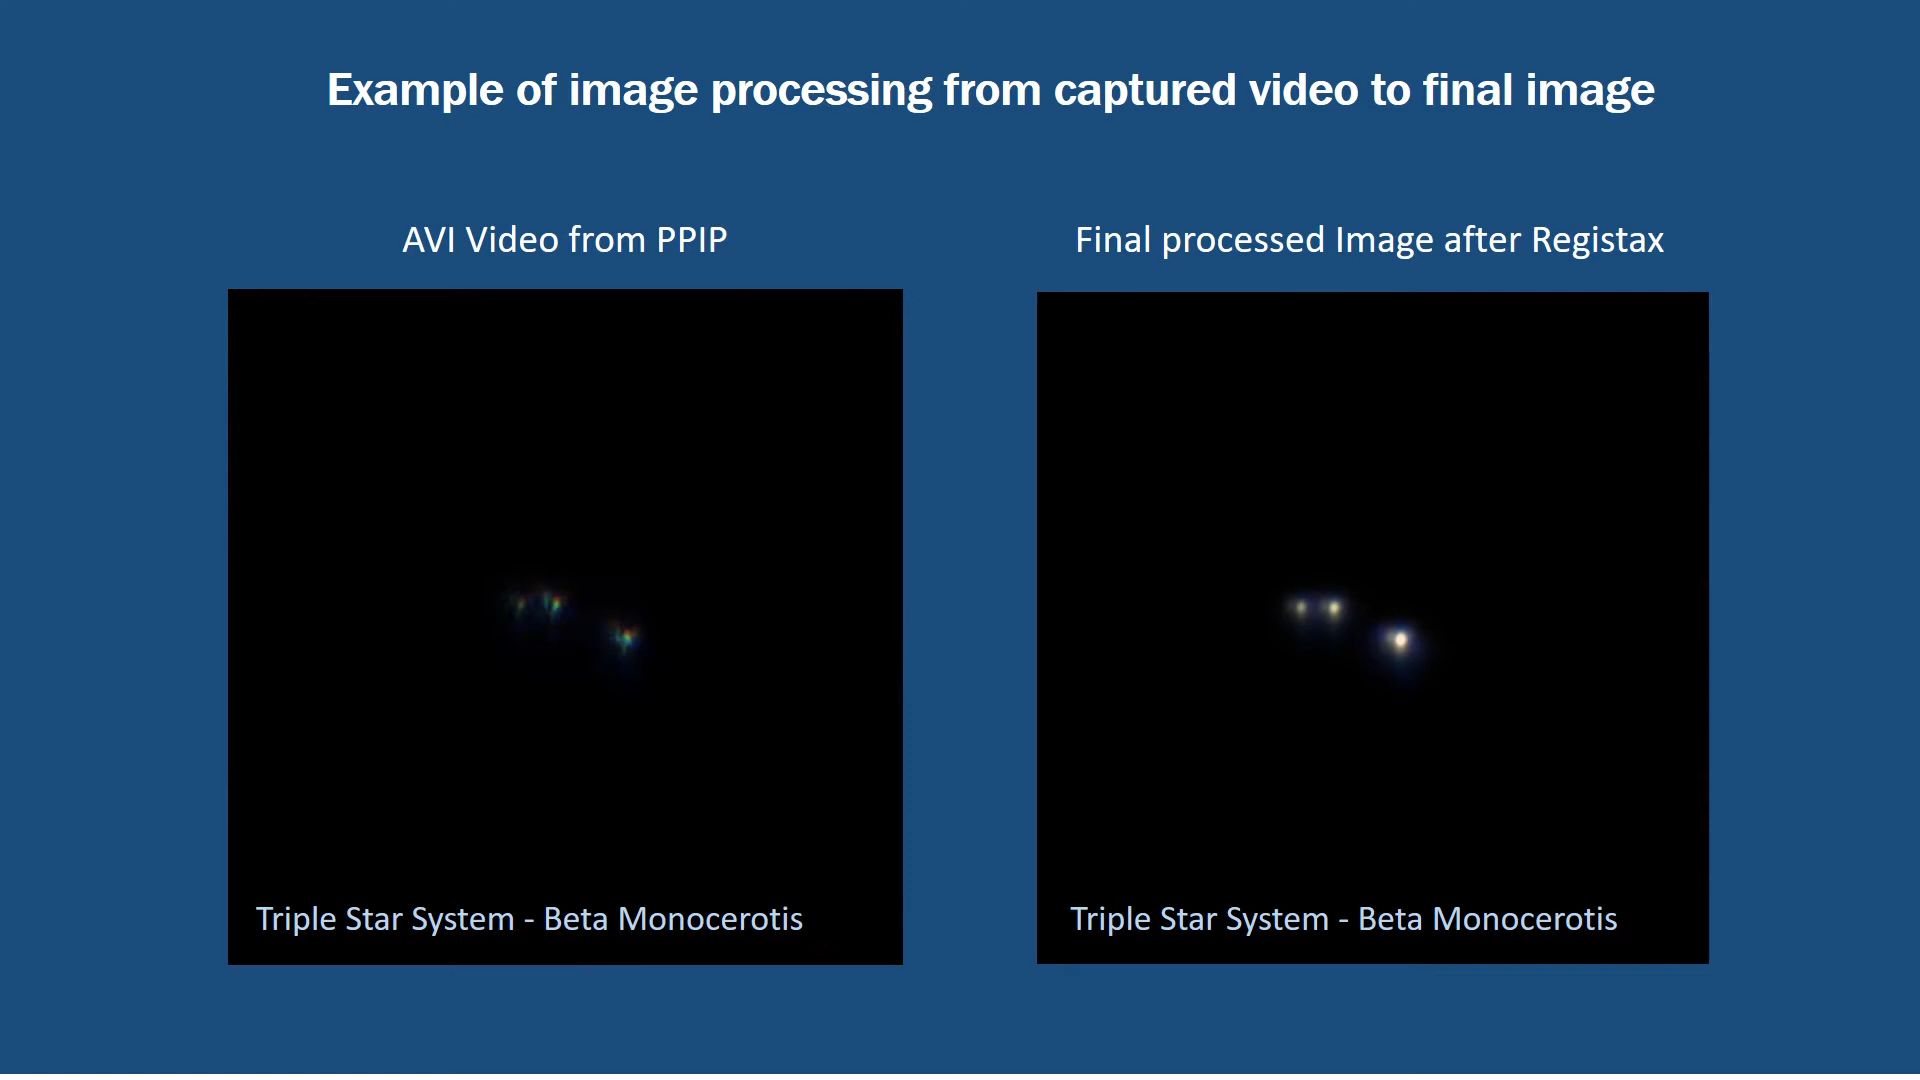 Example of image processing from captured video to final image
AVI Video from PPIP
Final processed Image after Registax
Triple Star System - Beta Monocerotis
Triple Star System - Beta Monocerotis